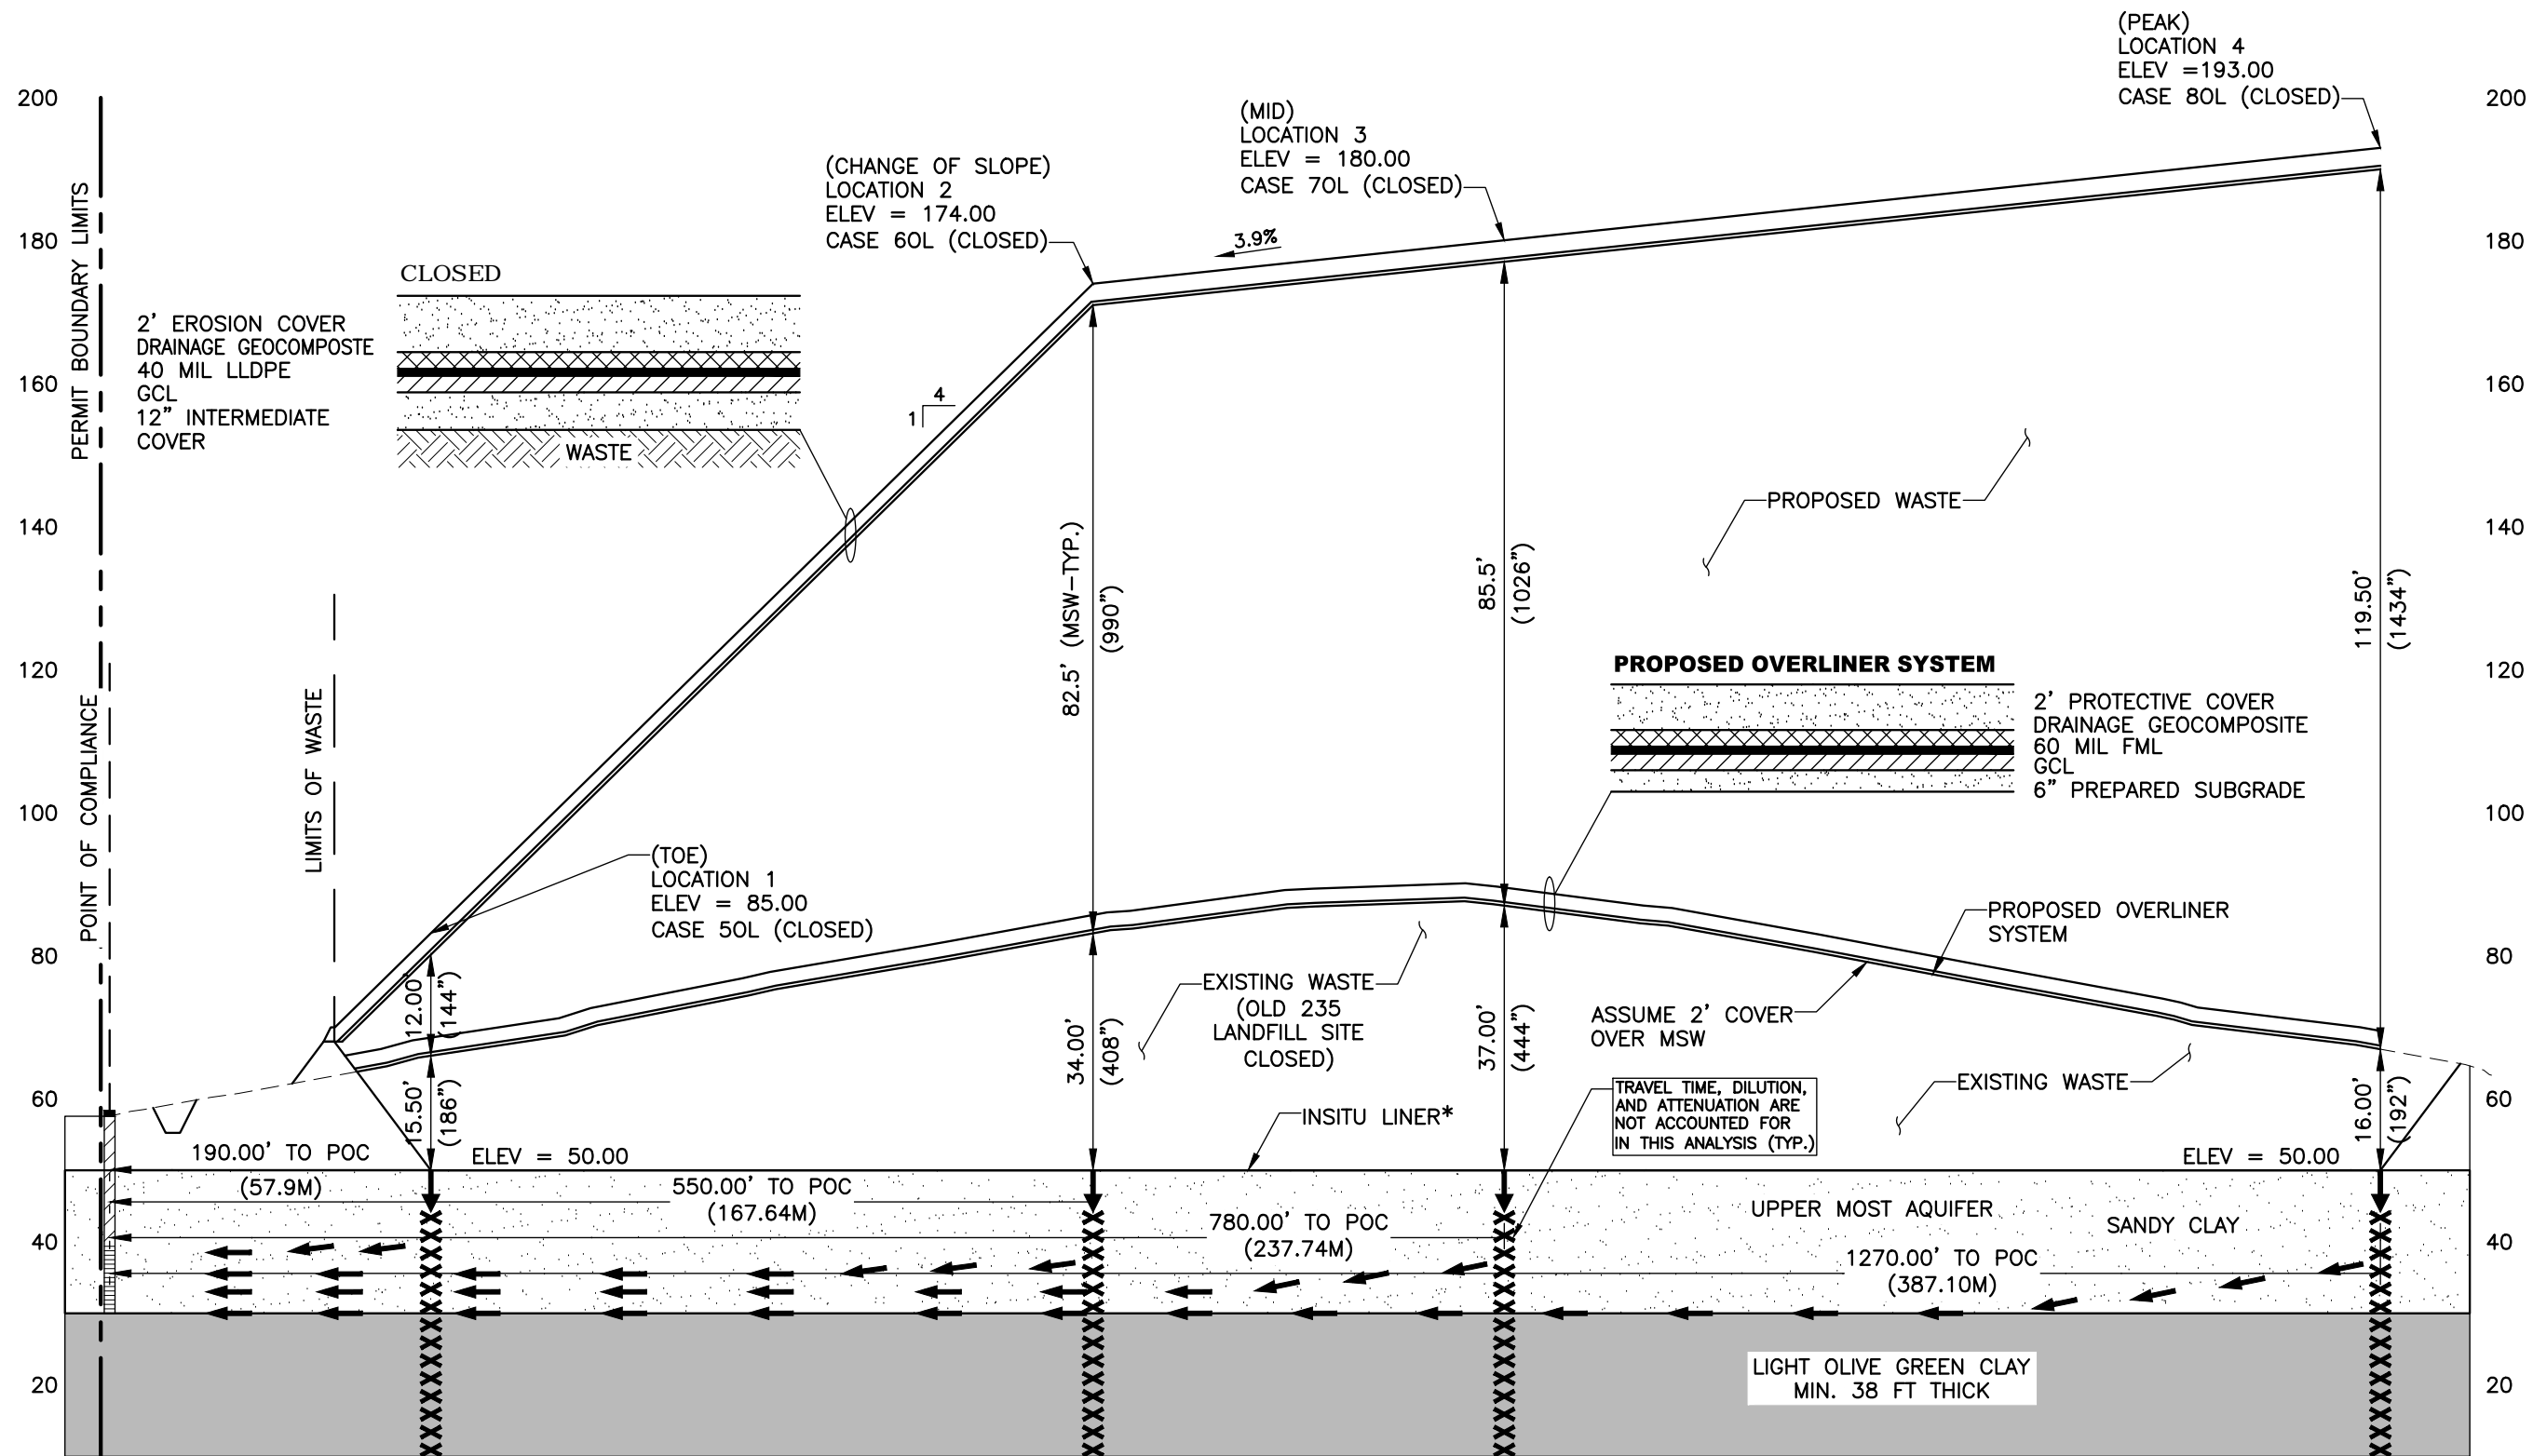 (PEAK)
LOCATION 4
ELEV =193.00
CASE 8OL (CLOSED)
(MID)
LOCATION 3
ELEV = 180.00
CASE 7OL (CLOSED)
(CHANGE OF SLOPE)
LOCATION 2
ELEV = 174.00
CASE 6OL (CLOSED)
3.9%
200
180
160
140
120
100
80
60
40
20
200
180
160
140
120
100
80
60
40
20
PERMIT BOUNDARY LIMITS
POINT OF COMPLIANCE
LIMITS OF WASTE
CLOSED
2' EROSION COVER
DRAINAGE GEOCOMPOSTE
40 MIL LLDPE
GCL
12" INTERMEDIATE
COVER
WASTE
4
1
PROPOSED WASTE
82.5' (MSW-TYP.)
(990")
85.5'
(1026")
119.50'
(1434")
PROPOSED OVERLINER SYSTEM
2' PROTECTIVE COVER
DRAINAGE GEOCOMPOSITE
60 MIL FML
GCL
6" PREPARED SUBGRADE
(TOE)
LOCATION 1
ELEV = 85.00
CASE 5OL (CLOSED)
PROPOSED OVERLINER
SYSTEM
12.00'
(144")
EXISTING WASTE
(OLD 235
LANDFILL SITE
CLOSED)
ASSUME 2' COVER
OVER MSW
15.50'
(186")
34.00'
(408")
37.00'
(444")
16.00'
(192")
TRAVEL TIME, DILUTION,
AND ATTENUATION ARE
NOT ACCOUNTED FOR
IN THIS ANALYSIS (TYP.)
EXISTING WASTE
INSITU LINER*
190.00' TO POC
(57.9M)
ELEV = 50.00
ELEV = 50.00
550.00' TO POC
(167.64M)
780.00' TO POC
(237.74M)
UPPER MOST AQUIFER
SANDY CLAY
1270.00' TO POC
(387.10M)
LIGHT OLIVE GREEN CLAY
MIN. 38 FT THICK